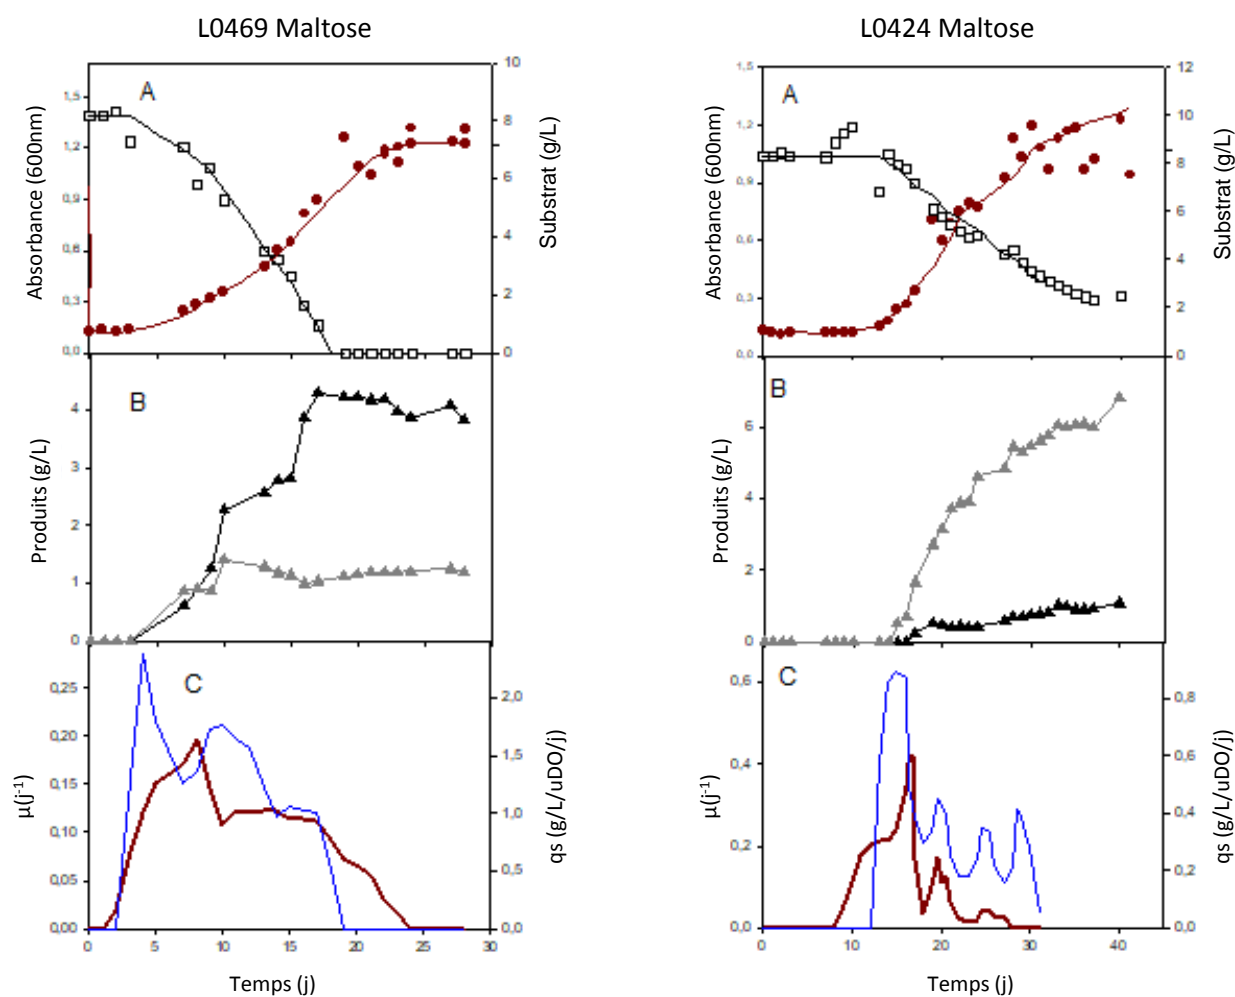 L0469 Maltose
L0424 Maltose
A
Absorbance (600nm)
1,5
1,2
0,9
0,6
0,3
0,0
10
8
6
4
2
0
Substrat (g/L)
B
Produits (g/L)
4
3
2
1
0
C
µ(j-1)
0,25
0,20
0,15
0,10
0,05
0,00
2,0
1,5
1,0
0,5
0,0
qs (g/L/uDO/j)
0 5 10 15 20 25 30
Temps (j)
A
Absorbance (600nm)
1,5
1,2
0,9
0,6
0,3
0,0
12
10
8
6
4
2
0
Substrat (g/L)
B
Produits (g/L)
6
4
2
0
C
µ(j-1)
0,6
0,4
0,2
0,0
0,8
0,6
0,4
0,2
0,0
qs (g/L/uDO/j)
0 10 20 30 40
Temps (j)